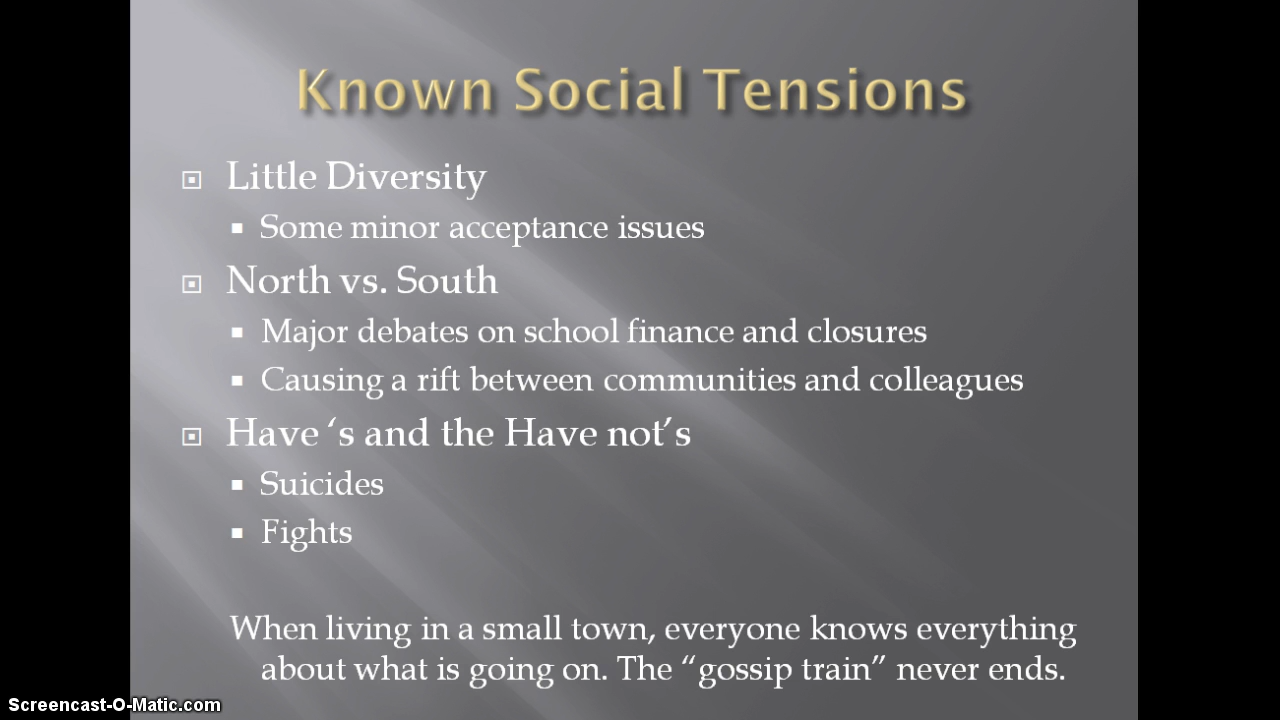 Known Social Tensions
Little Diversity
Some minor acceptance issues
North vs. South
Major debates on school finance and closures
Causing a rift between communities and colleagues
Have ‘s and the Have not’s
Suicides
Fights
When living in a small town, everyone knows everything
about what is going on. The “gossip train” never ends.
Screencast-O-Matic.com